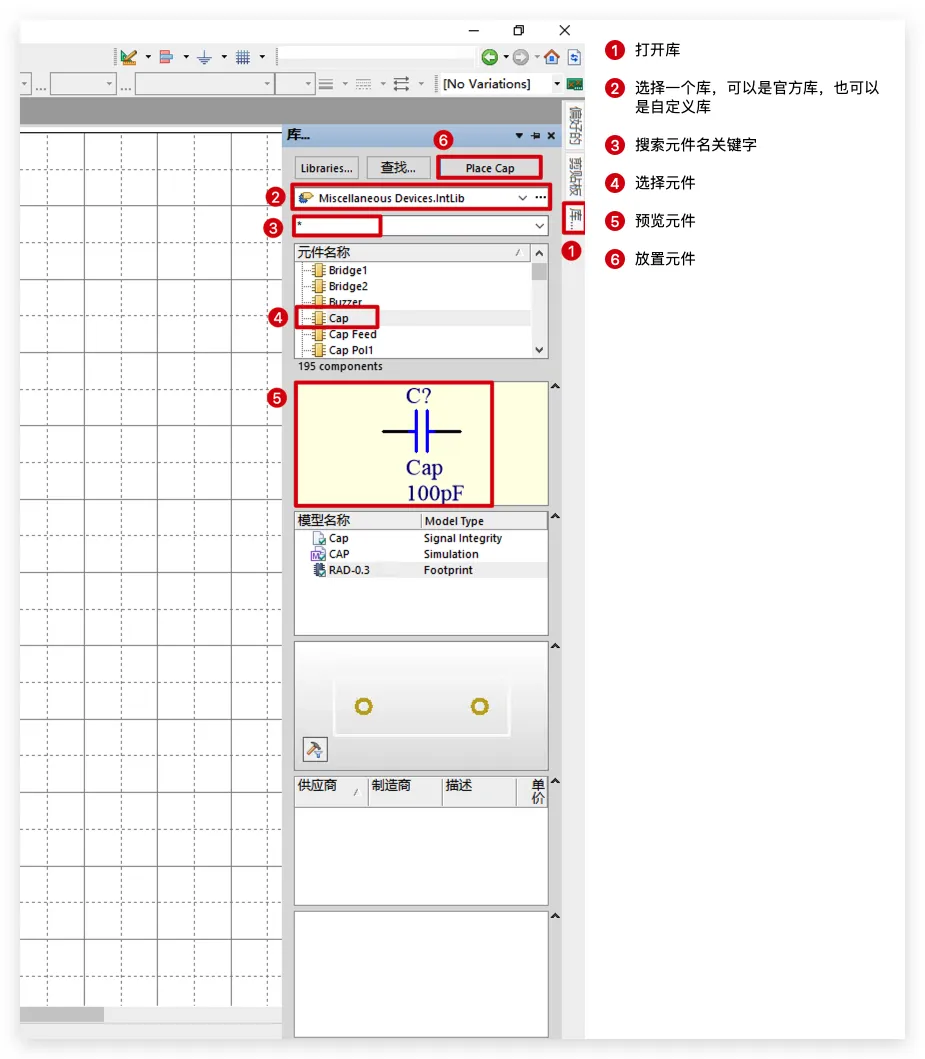 [No Variations]
库...
6
Libraries...
查找...
Place Cap
2
Miscellaneous Devices.IntLib
3
*
元件名称
Bridge1
Bridge2
Buzzer
4
Cap
Cap Feed
Cap Pol1
195 components
5
C?
Cap
100pF
模型名称
Model Type
Cap
Signal Integrity
CAP
Simulation
RAD-0.3
Footprint
供应商
制造商
描述
单
价
偏好的
剪贴板
库...
1
1 打开库
2 选择一个库，可以是官方库，也可以
是自定义库
3 搜索元件名关键字
4 选择元件
5 预览元件
6 放置元件